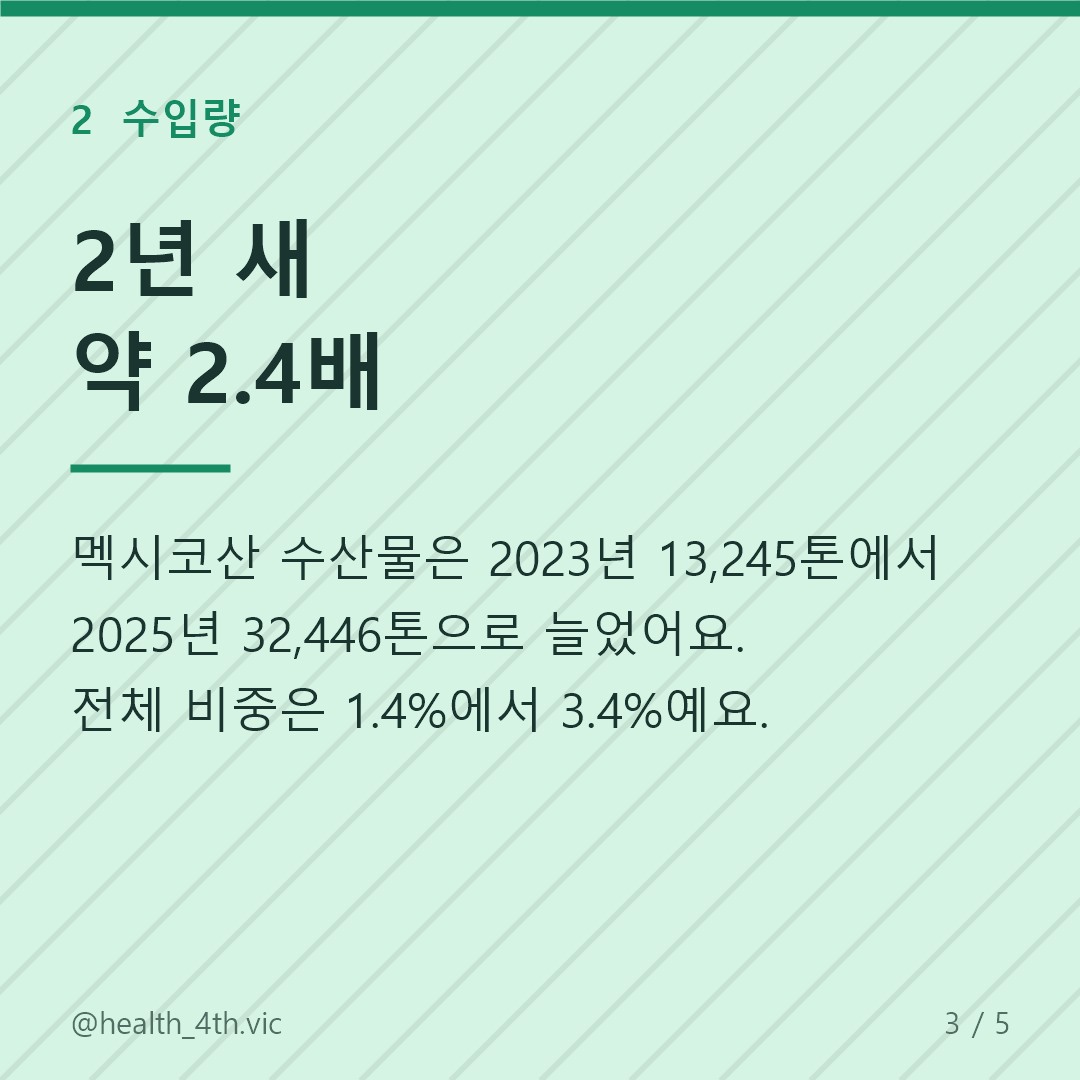 2 수입량
2년 새
약 2.4배
멕시코산 수산물은 2023년 13,245톤에서
2025년 32,446톤으로 늘었어요.
전체 비중은 1.4%에서 3.4%예요.
@health_4th.vic
3 / 5